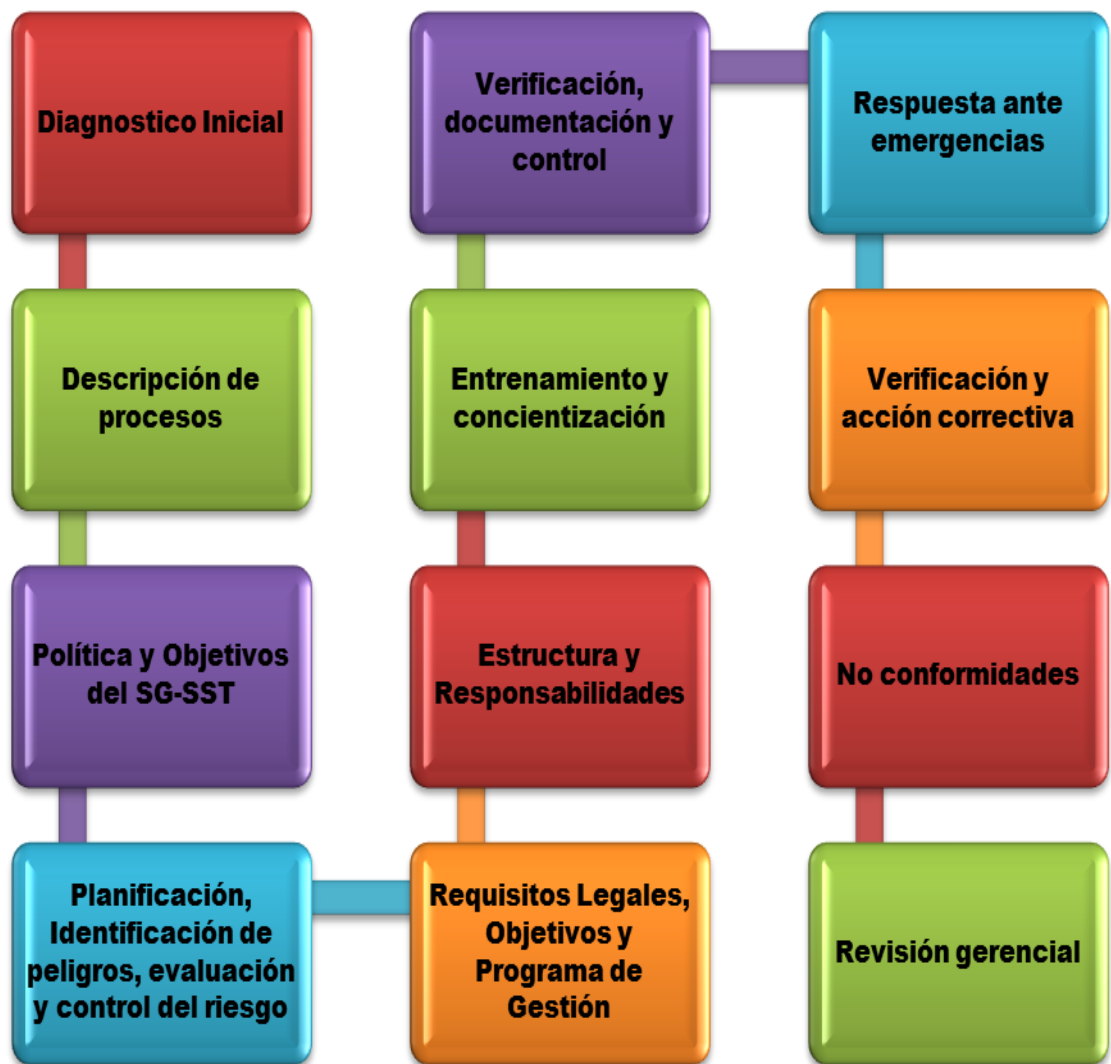 Diagnostico Inicial
Descripción de
procesos
Política y Objetivos
del SG-SST
Planificación,
Identificación de
peligros, evaluación
y control del riesgo
Requisitos Legales,
Objetivos y
Programa de
Gestión
Estructura y
Responsabilidades
Entrenamiento y
concientización
Verificación,
documentación y
control
Respuesta ante
emergencias
Verificación y
acción correctiva
No conformidades
Revisión gerencial